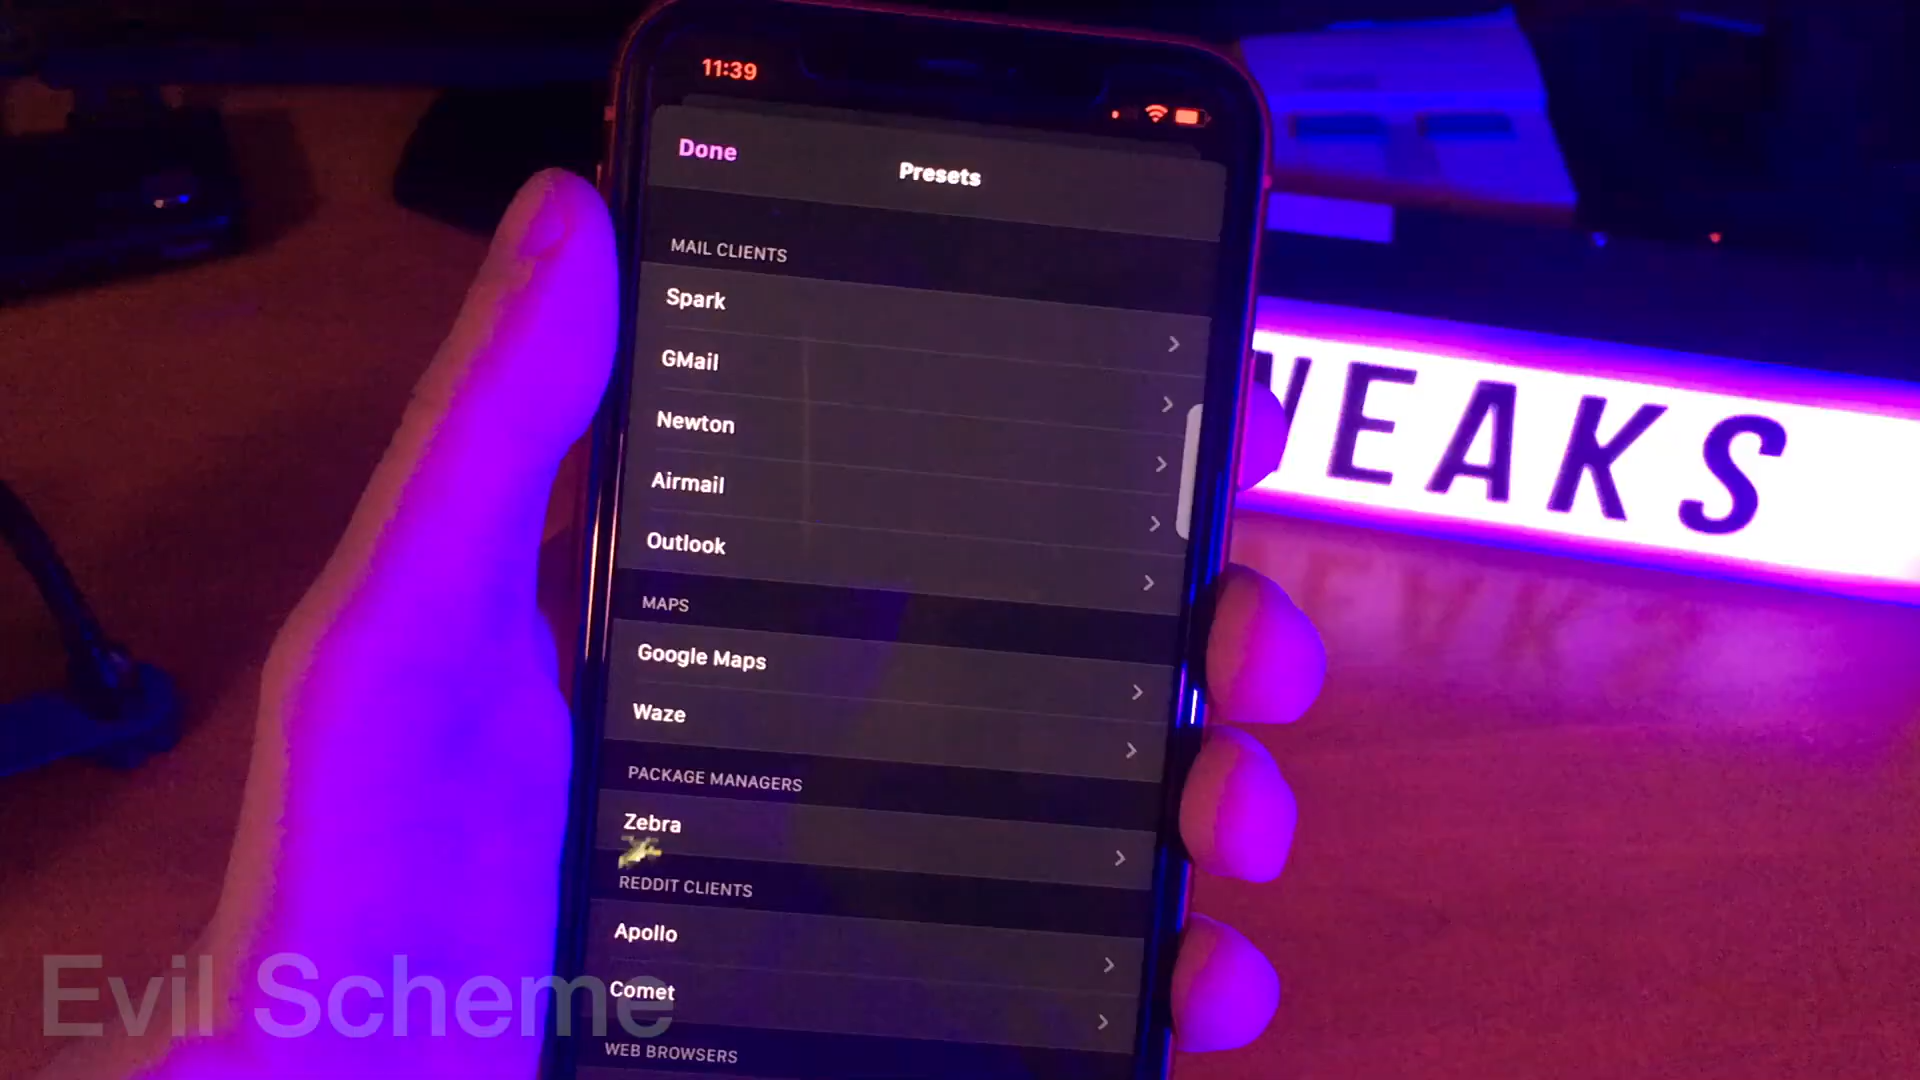 11:39
Done
Presets
MAIL CLIENTS
Spark
GMail
Newton
Airmail
Outlook
MAPS
Google Maps
Waze
PACKAGE MANAGERS
Zebra
REDDIT CLIENTS
Apollo
Comet
WEB BROWSERS
WEAKS
Evil Scheme